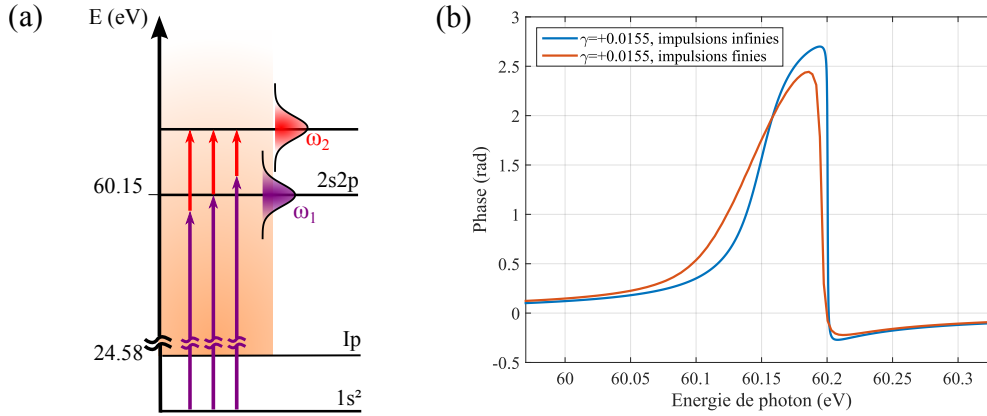 (a)
E (eV)
ω₂
60.15
2s2p
ω₁
Ip
24.58
1s²
(b)
γ=+0.0155, impulsions infinies
γ=+0.0155, impulsions finies
Phase (rad)
3
2.5
2
1.5
1
0.5
0
-0.5
60
60.05
60.1
60.15
60.2
60.25
60.3
Energie de photon (eV)